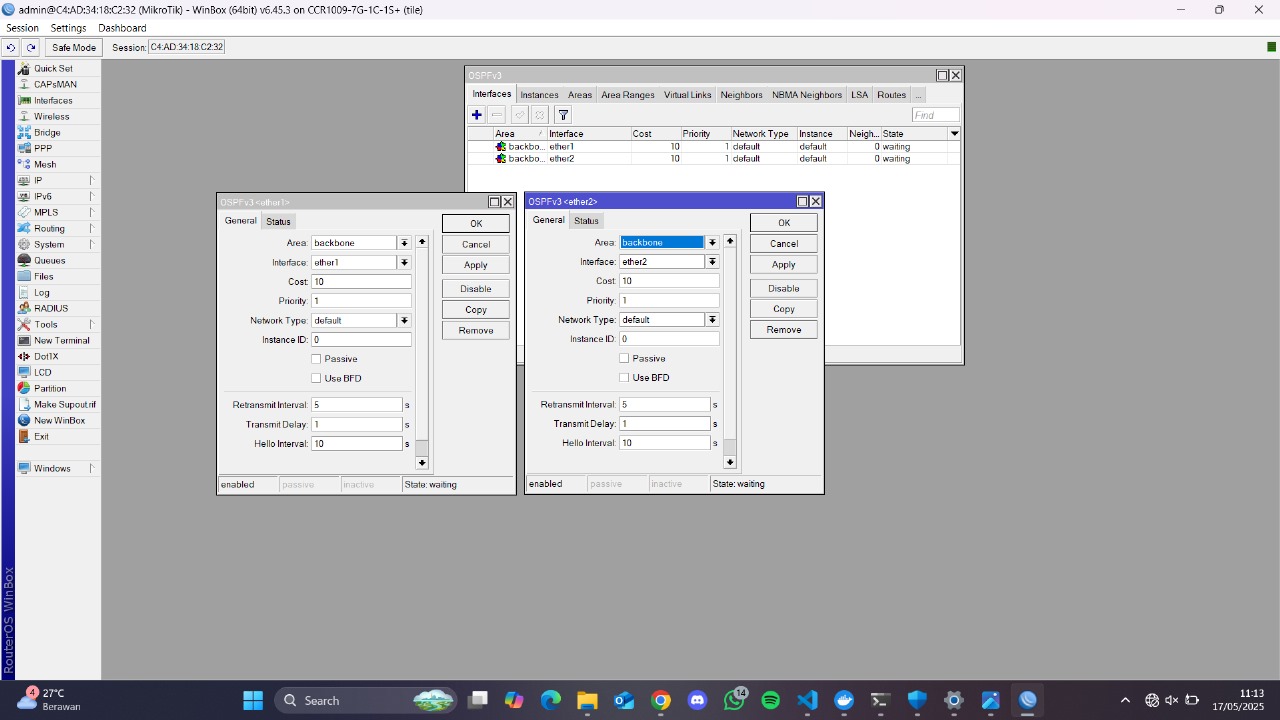 admin@C4:AD:34:18:C2:32 (MikroTik) - WinBox (64bit) v6.45.3 on CCR1009-7G-1C-1S+ (tile)
Session Settings Dashboard
Safe Mode Session: C4:AD:34:18:C2:32
Quick Set
CAPsMAN
Interfaces
Wireless
Bridge
PPP
Mesh
IP
IPv6
MPLS
Routing
System
Queues
Files
Log
RADIUS
Tools
New Terminal
Dot1X
LCD
Partition
Make Supout.rif
New WinBox
Exit
Windows
RouterOS WinBox
OSPFv3
Interfaces Instances Areas Area Ranges Virtual Links Neighbors NBMA Neighbors LSA Routes ...
Find
Area Interface Cost Priority Network Type Instance Neigh... State
backbo... ether1 10 1 default default 0 waiting
backbo... ether2 10 1 default default 0 waiting
OSPFv3 <ether1>
General Status
Area: backbone
Interface: ether1
Cost: 10
Priority: 1
Network Type: default
Instance ID: 0
Passive
Use BFD
Retransmit Interval: 5 s
Transmit Delay: 1 s
Hello Interval: 10 s
OK
Cancel
Apply
Disable
Copy
Remove
enabled passive inactive State: waiting
OSPFv3 <ether2>
General Status
Area: backbone
Interface: ether2
Cost: 10
Priority: 1
Network Type: default
Instance ID: 0
Passive
Use BFD
Retransmit Interval: 5 s
Transmit Delay: 1 s
Hello Interval: 10 s
OK
Cancel
Apply
Disable
Copy
Remove
enabled passive inactive State: waiting
4
27°C
Berawan
Search
14
11:13
17/05/2025